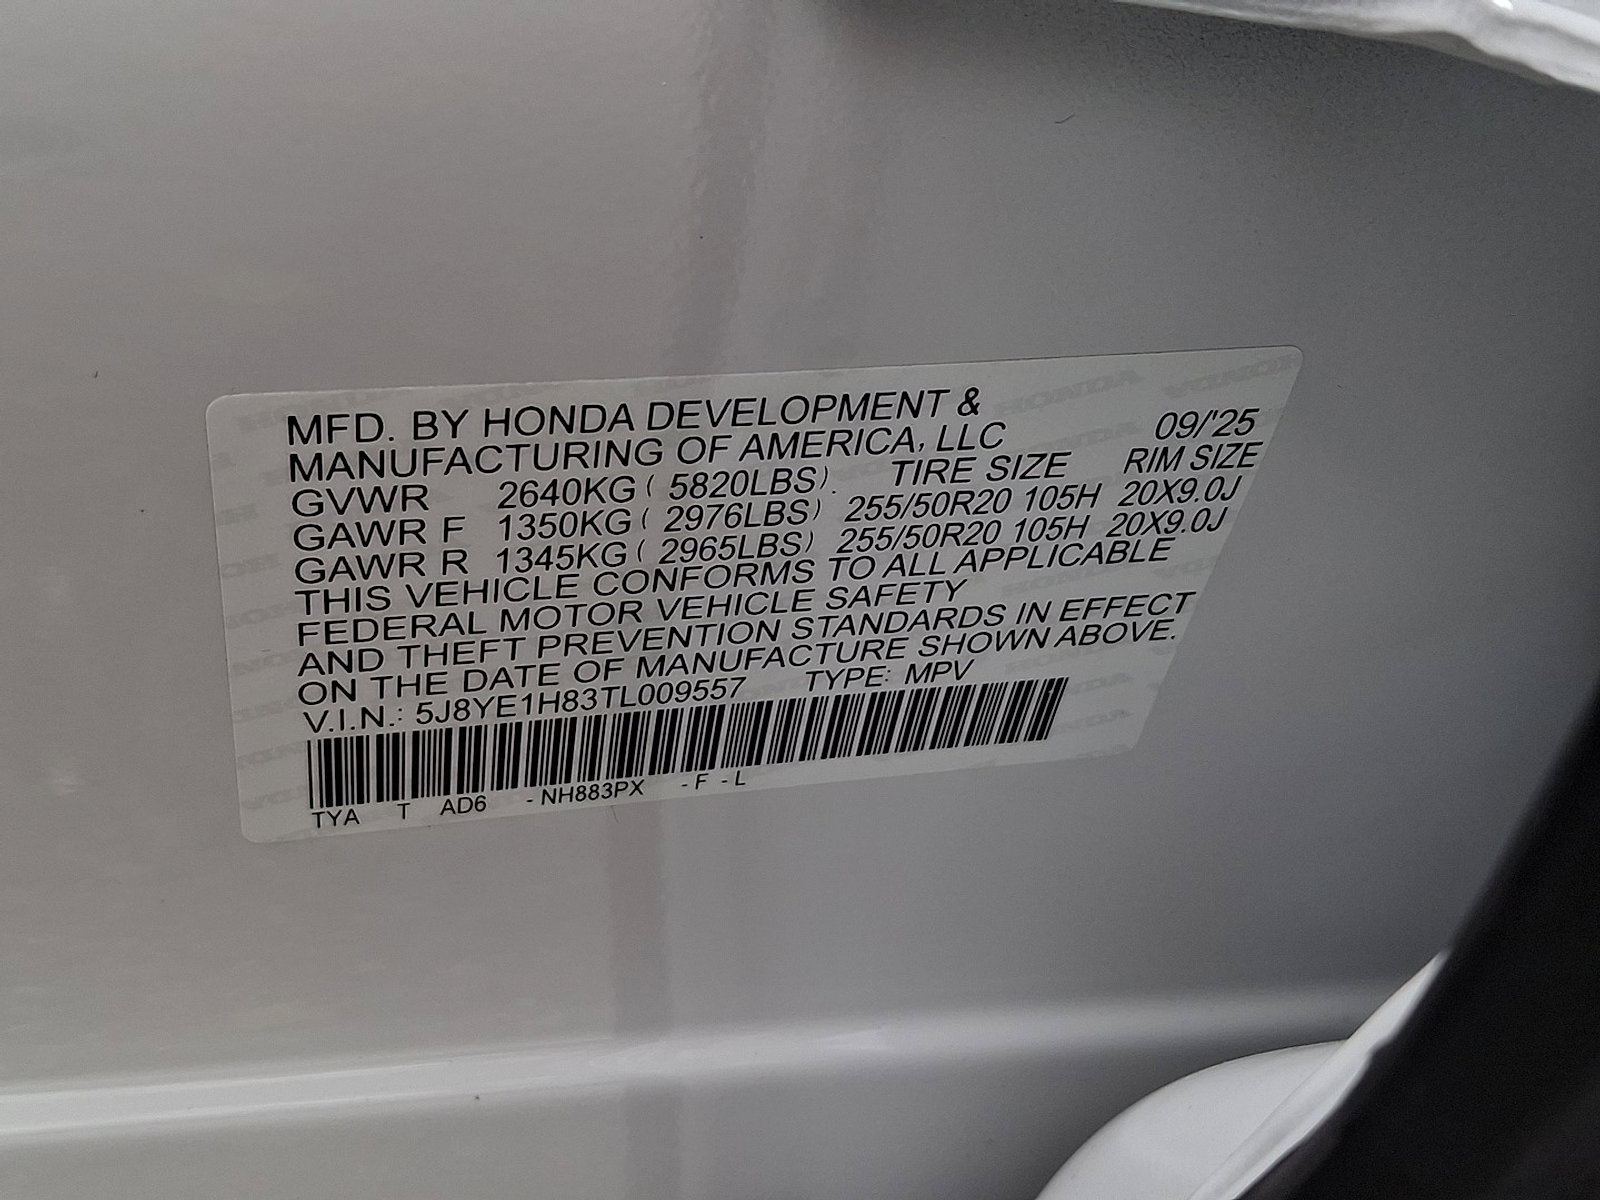 MFD. BY HONDA DEVELOPMENT &
MANUFACTURING OF AMERICA, LLC 09/'25
GVWR 2640KG ( 5820LBS). TIRE SIZE RIM SIZE
GAWR F 1350KG ( 2976LBS) 255/50R20 105H 20X9.0J
GAWR R 1345KG ( 2965LBS) 255/50R20 105H 20X9.0J
THIS VEHICLE CONFORMS TO ALL APPLICABLE
FEDERAL MOTOR VEHICLE SAFETY
AND THEFT PREVENTION STANDARDS IN EFFECT
ON THE DATE OF MANUFACTURE SHOWN ABOVE.
V.I.N.: 5J8YE1H83TL009557 TYPE: MPV
TYA T AD6 -NH883PX -F -L